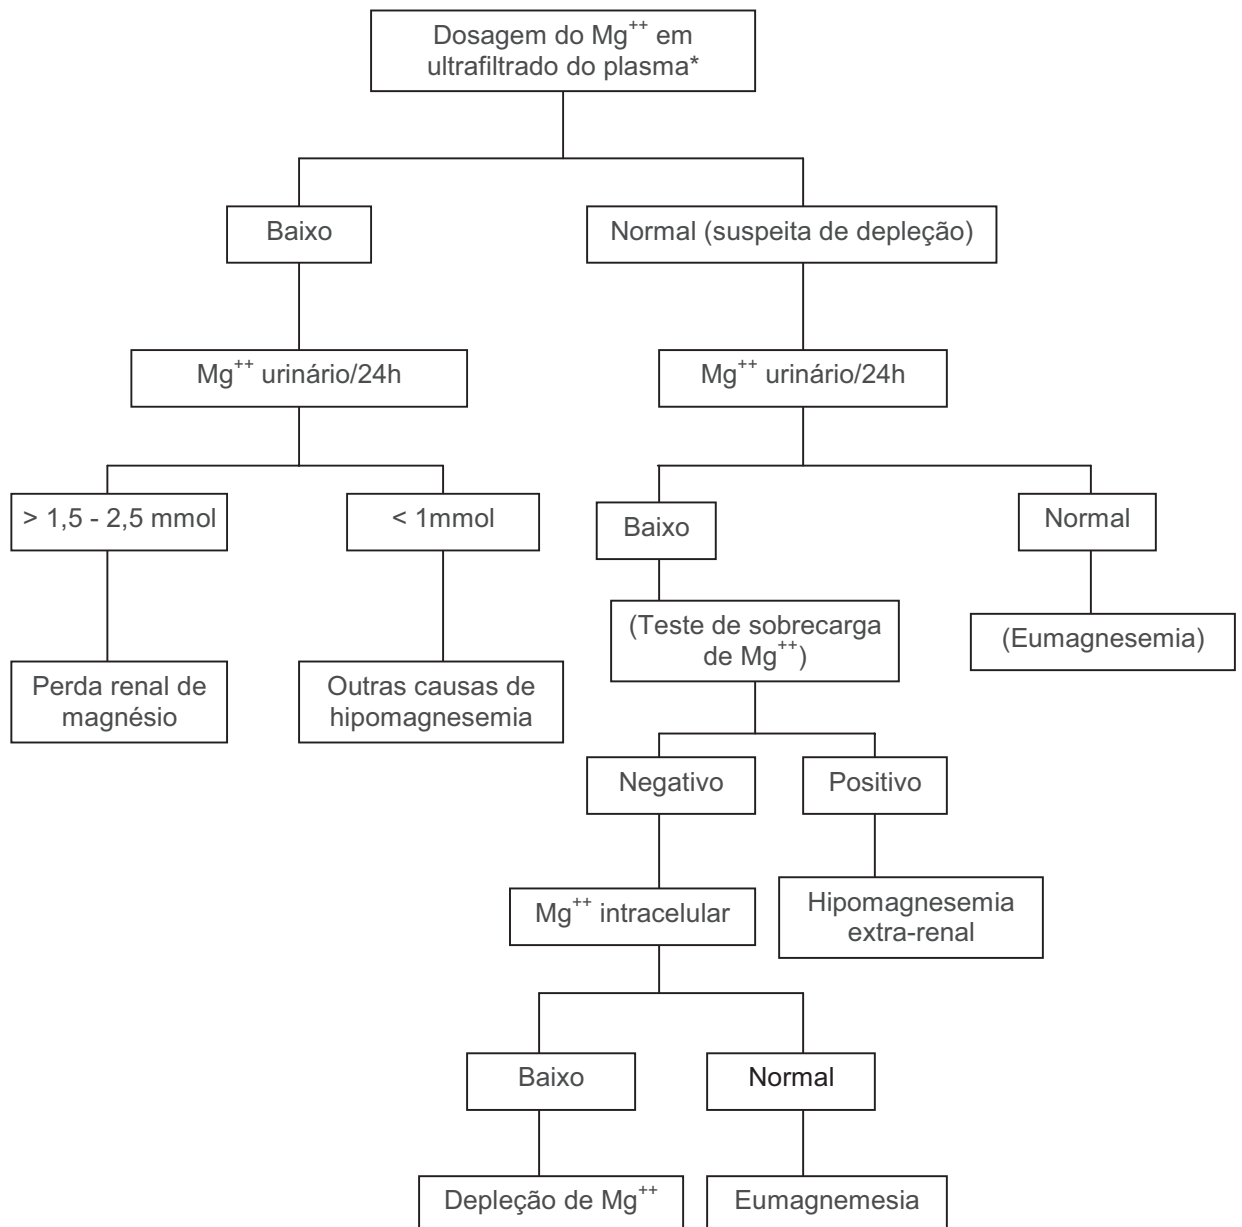 Dosagem do Mg++ em
ultrafiltrado do plasma*
Baixo
Normal (suspeita de depleção)
Mg++ urinário/24h
Mg++ urinário/24h
> 1,5 - 2,5 mmol
< 1mmol
Baixo
Normal
(Teste de sobrecarga
de Mg++)
(Eumagnesemia)
Perda renal de
magnésio
Outras causas de
hipomagnesemia
Negativo
Positivo
Mg++ intracelular
Hipomagnesemia
extra-renal
Baixo
Normal
Depleção de Mg++
Eumagnemesia